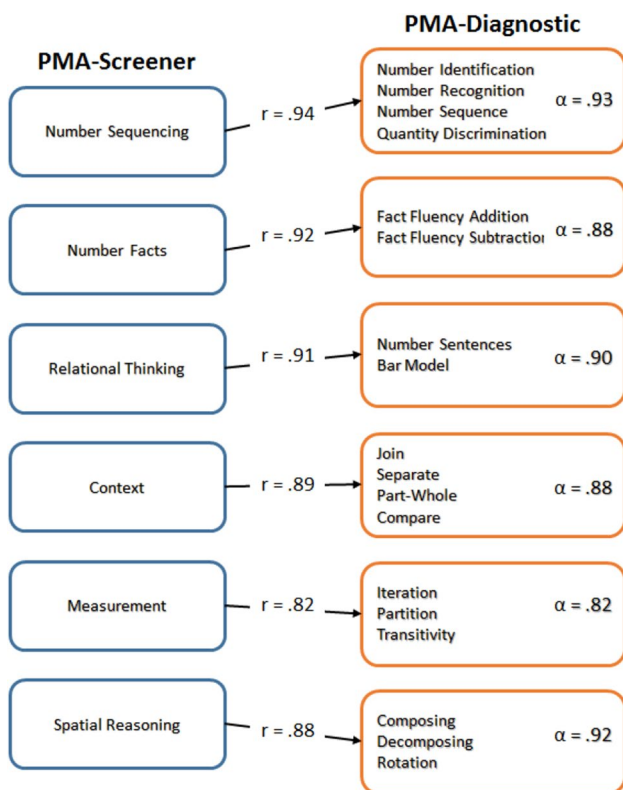 PMA-Screener
PMA-Diagnostic
Number Sequencing
r = .94
Number Identification
Number Recognition
Number Sequence
Quantity Discrimination
α = .93
Number Facts
r = .92
Fact Fluency Addition
Fact Fluency Subtraction
α = .88
Relational Thinking
r = .91
Number Sentences
Bar Model
α = .90
Context
r = .89
Join
Separate
Part-Whole
Compare
α = .88
Measurement
r = .82
Iteration
Partition
Transitivity
α = .82
Spatial Reasoning
r = .88
Composing
Decomposing
Rotation
α = .92